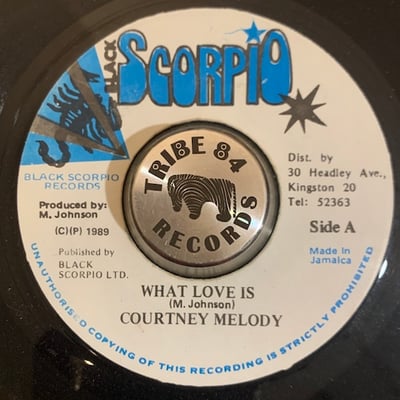 BLACK
SCORPIO
BLACK SCORPIO
RECORDS
Produced by:
M. Johnson
(C)(P) 1989
Published by
BLACK
SCORPIO LTD.
TRIBE 84
RECORDS
Dist. by
30 Headley Ave.,
Kingston 20
Tel: 52363
Side A
Made in
Jamaica
WHAT LOVE IS
(M. Johnson)
COURTNEY MELODY
UNAUTHORISED COPYING OF THIS RECORDING IS STRICTLY PROHIBITED